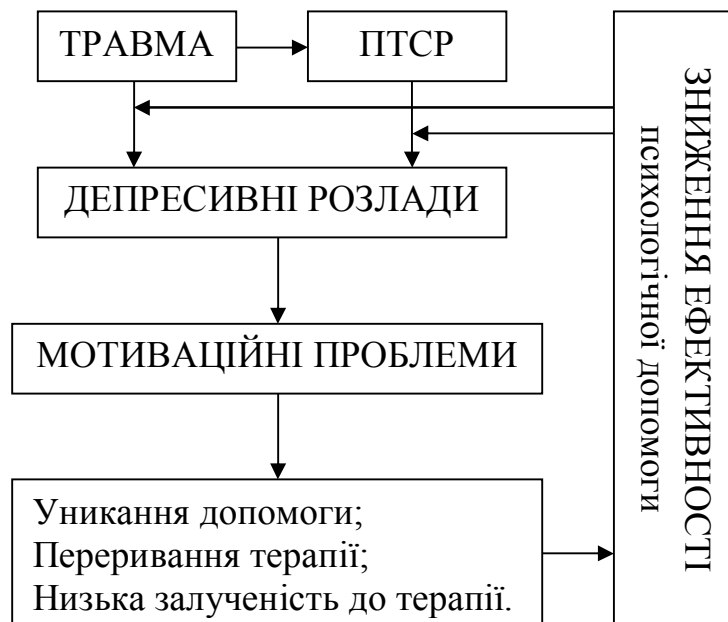 ТРАВМА
ПТСР
ДЕПРЕСИВНІ РОЗЛАДИ
МОТИВАЦІЙНІ ПРОБЛЕМИ
Уникання допомоги;
Переривання терапії;
Низька залученість до терапії.
ЗНИЖЕННЯ ЕФЕКТИВНОСТІ
психологічної допомоги